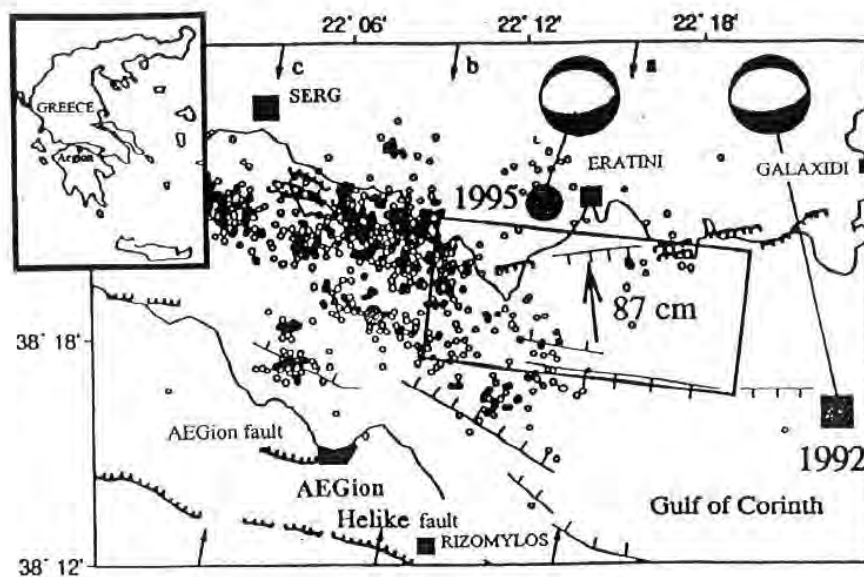 22° 06'
22° 12'
22° 18'
c
b
a
GREECE
Aegion
SERG
ERATINI
GALAXIDI
1995
87 cm
38° 18'
AEGion fault
AEGion
1992
Gulf of Corinth
Helike fault
RIZOMYLOS
38° 12'